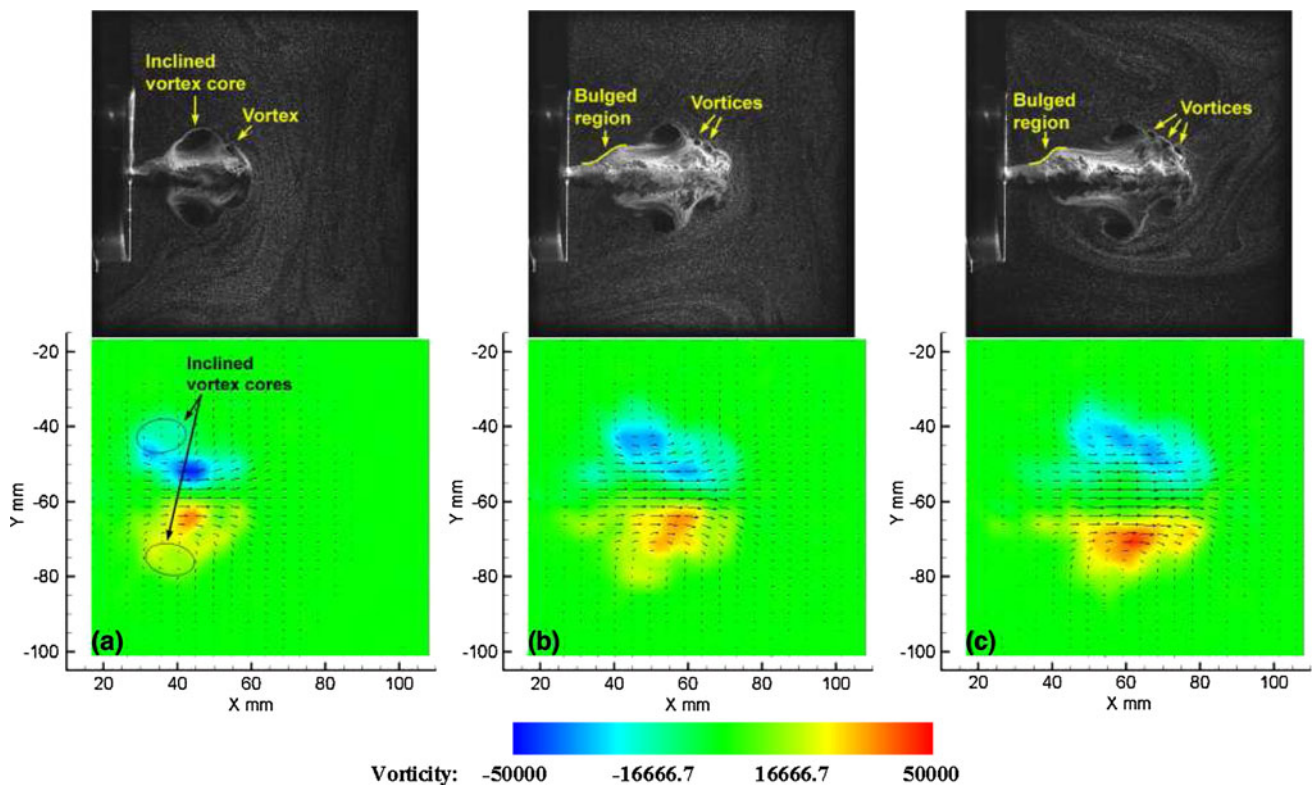 Inclined
vortex core
Vortex
Bulged
region
Vortices
Bulged
region
Vortices
Inclined
vortex cores
-20
-40
-60
-80
-100
Y mm
(a)
20 40 60 80 100
X mm
-20
-40
-60
-80
-100
Y mm
(b)
20 40 60 80 100
X mm
-20
-40
-60
-80
-100
Y mm
(c)
20 40 60 80 100
X mm
Vorticity: -50000 -16666.7 16666.7 50000